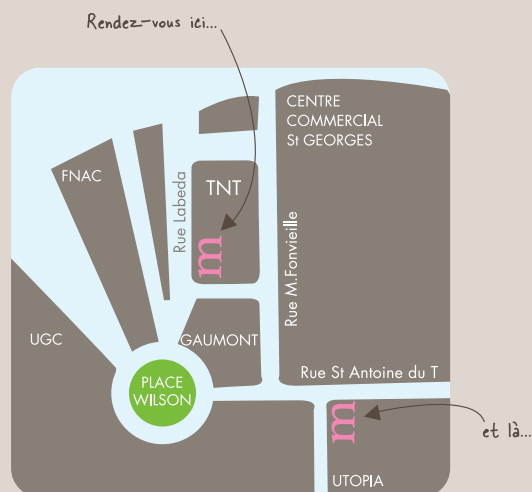 Rendez-vous ici...
CENTRE
COMMERCIAL
St GEORGES
FNAC
TNT
Rue Labeda
m
Rue M.Fonvieille
UGC
GAUMONT
PLACE
WILSON
Rue St Antoine du T
m
et là...
UTOPIA